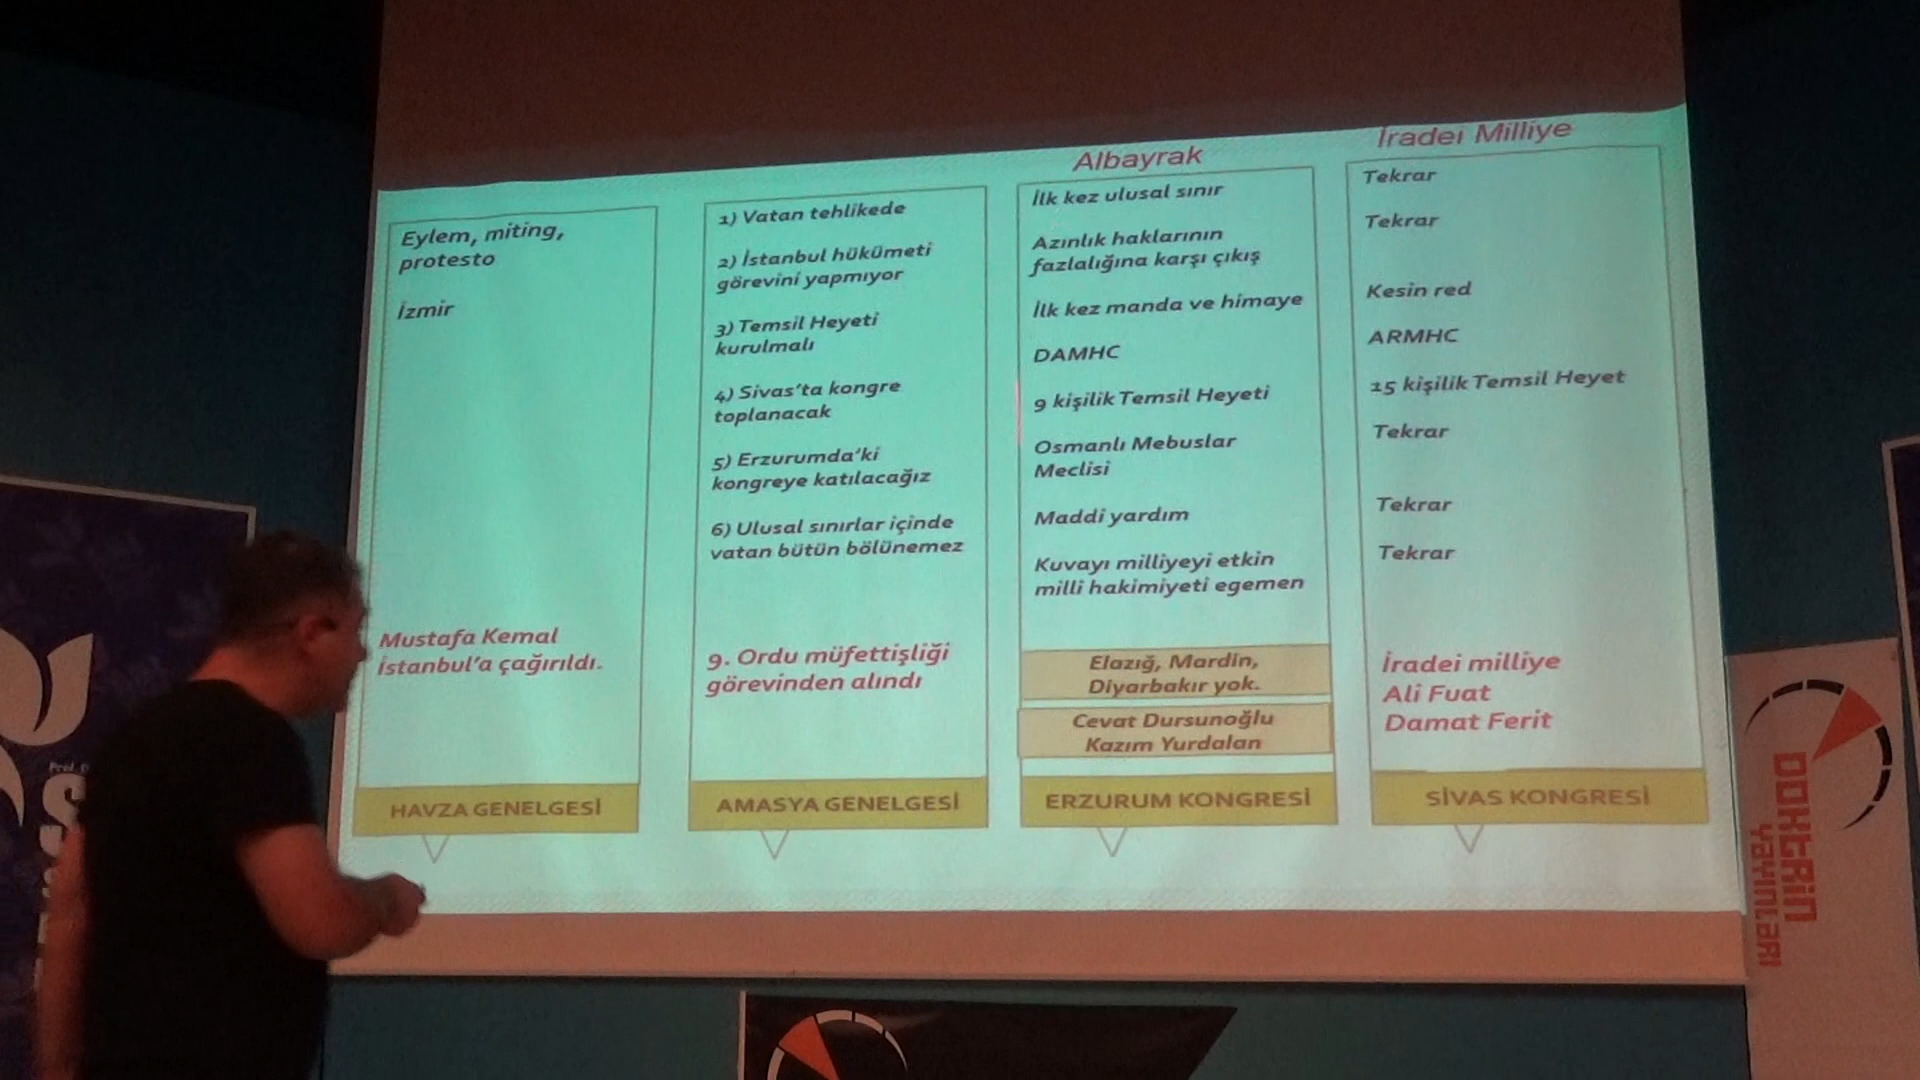 Eylem, miting,
protesto
İzmir
Mustafa Kemal
İstanbul'a çağırıldı.
HAVZA GENELGESİ
1) Vatan tehlikede
2) İstanbul hükümeti
görevini yapmıyor
3) Temsil Heyeti
kurulmalı
4) Sivas'ta kongre
toplanacak
5) Erzurumda'ki
kongreye katılacağız
6) Ulusal sınırlar içinde
vatan bütün bölünemez
9. Ordu müfettişliği
görevinden alındı
AMASYA GENELGESİ
Albayrak
İlk kez ulusal sınır
Azınlık haklarının
fazlalığına karşı çıkış
İlk kez manda ve himaye
DAMHC
9 kişilik Temsil Heyeti
Osmanlı Mebuslar
Meclisi
Maddi yardım
Kuvayı milliyeyi etkin
milli hakimiyeti egemen
Elazığ, Mardin,
Diyarbakır yok.
Cevat Dursunoğlu
Kazım Yurdalan
ERZURUM KONGRESİ
İradei Milliye
Tekrar
Tekrar
Kesin red
ARMHC
15 kişilik Temsil Heyet
Tekrar
Tekrar
Tekrar
İradei milliye
Ali Fuat
Damat Ferit
SİVAS KONGRESİ
DOKTRİN
YAYINLARI
Prof.